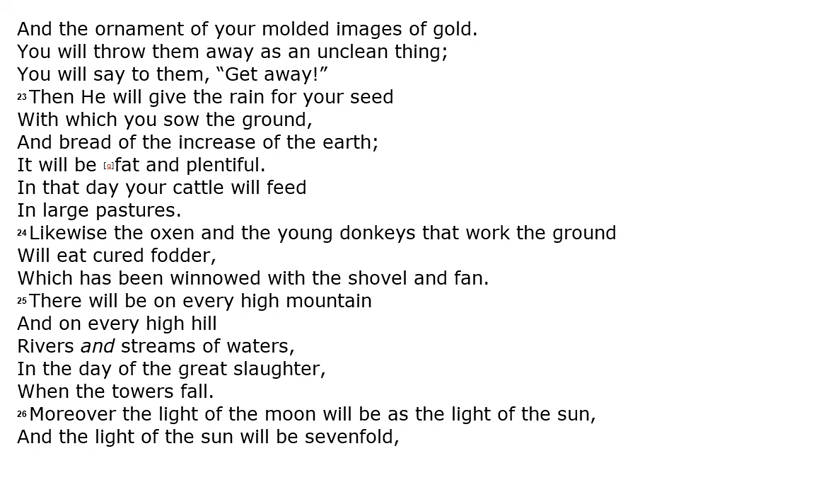 And the ornament of your molded images of gold.
You will throw them away as an unclean thing;
You will say to them, “Get away!”
23 Then He will give the rain for your seed
With which you sow the ground,
And bread of the increase of the earth;
It will be [g]fat and plentiful.
In that day your cattle will feed
In large pastures.
24 Likewise the oxen and the young donkeys that work the ground
Will eat cured fodder,
Which has been winnowed with the shovel and fan.
25 There will be on every high mountain
And on every high hill
Rivers and streams of waters,
In the day of the great slaughter,
When the towers fall.
26 Moreover the light of the moon will be as the light of the sun,
And the light of the sun will be sevenfold,